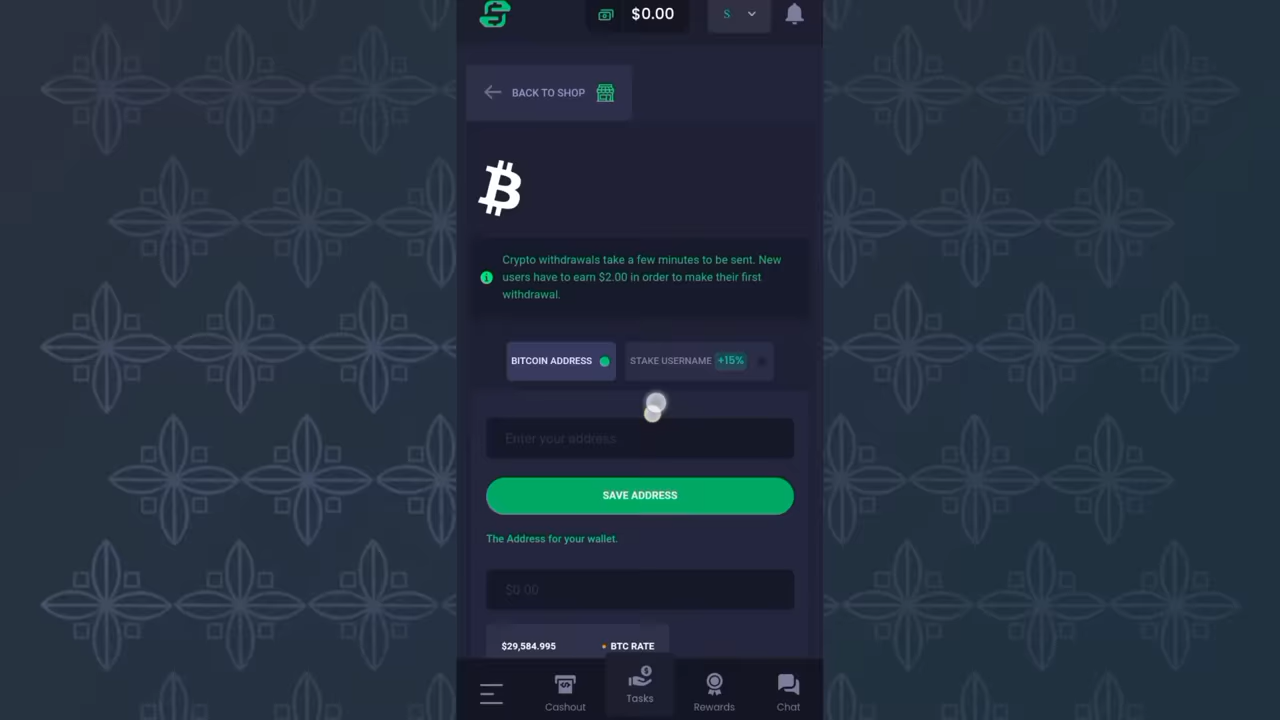 $0.00
S
BACK TO SHOP
Crypto withdrawals take a few minutes to be sent. New
users have to earn $2.00 in order to make their first
withdrawal.
BITCOIN ADDRESS
STAKE USERNAME +15%
Enter your address
SAVE ADDRESS
The Address for your wallet.
$0.00
$29,584.995 • BTC RATE
Cashout
Tasks
Rewards
Chat